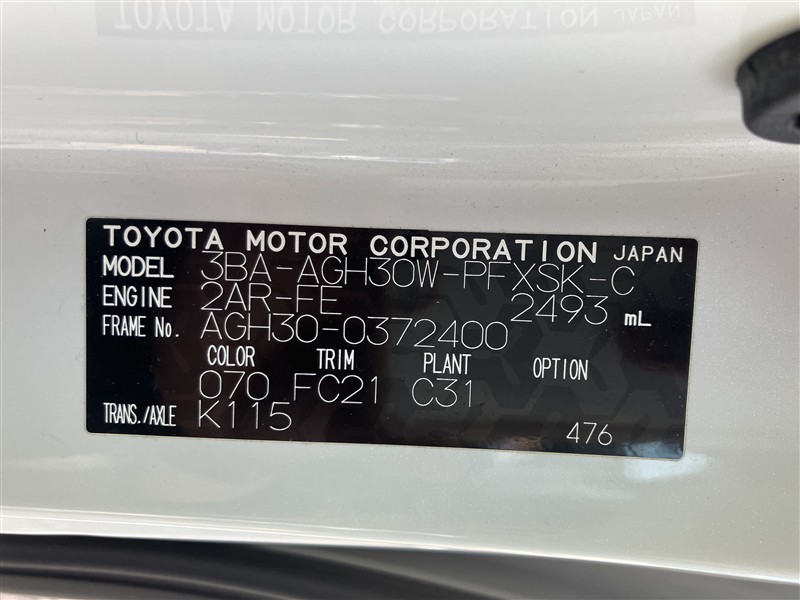 TOYOTA MOTOR CORPORATION JAPAN
MODEL 3BA-AGH30W-PFXSK-C
ENGINE 2AR-FE 2493 mL
FRAME No. AGH30-0372400
COLOR TRIM PLANT OPTION
070 FC21 C31
TRANS./AXLE K115
476